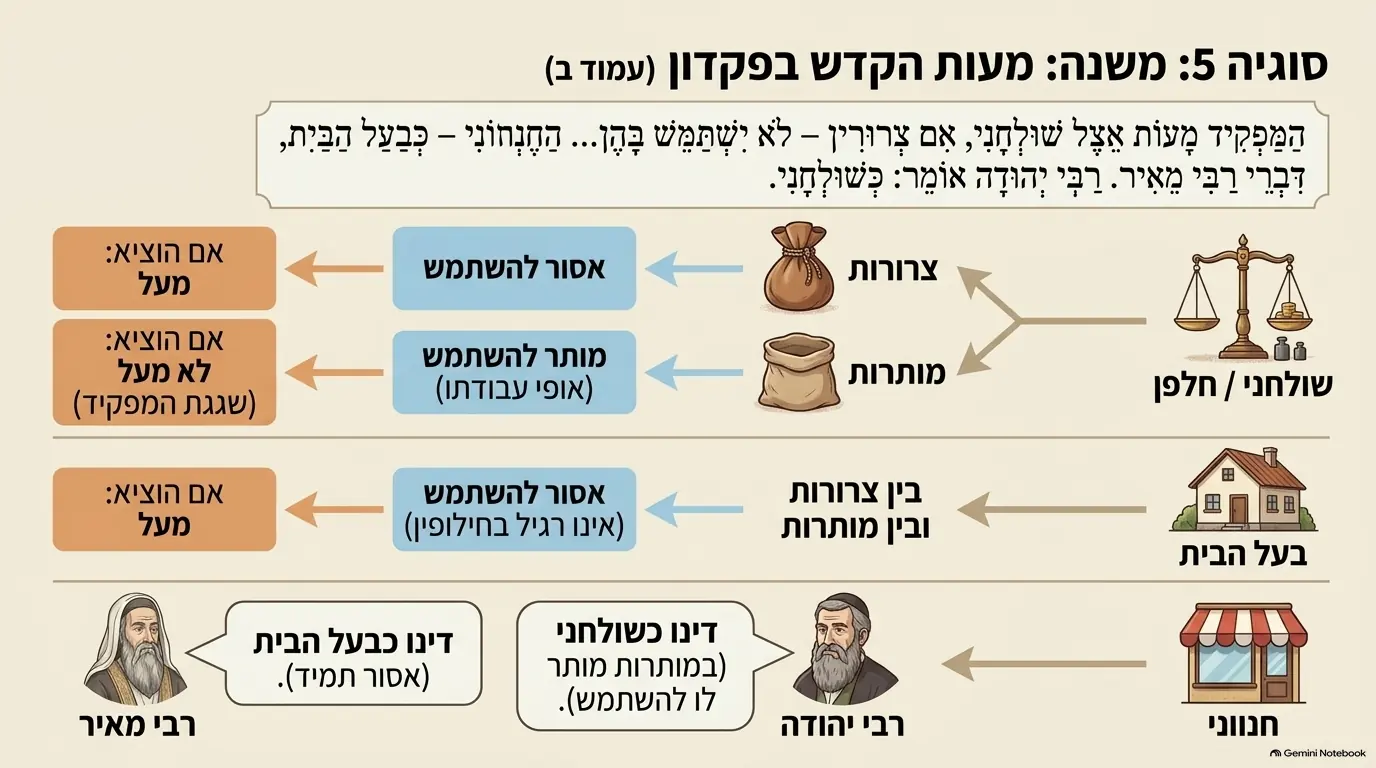 סוגיה 5: משנה: מעות הקדש בפקדון (עמוד ב)
הַמַּפְקִיד מָעוֹת אֵצֶל שׁוּלְחָנִי, אִם צְרוּרִין – לֹא יִשְׁתַּמֵּשׁ בָּהֶן... הַחֶנְוֹנִי – כְּבַעַל הַבַּיִת,
דִּבְרֵי רַבִּי מֵאִיר. רַבִּי יְהוּדָה אוֹמֵר: כְּשׁוּלְחָנִי.
שולחני / חלפן
צרורות
אסור להשתמש
אם הוציא:
מעל
מותרות
מותר להשתמש
(אופי עבודתו)
אם הוציא:
לא מעל
(שגגת המפקיד)
בעל הבית
בין צרורות
ובין מותרות
אסור להשתמש
(אינו רגיל בחילופין)
אם הוציא:
מעל
חנווני
רבי יהודה
דינו כשולחני
(במותרות מותר
לו להשתמש).
דינו כבעל הבית
(אסור תמיד).
רבי מאיר
Gemini Notebook